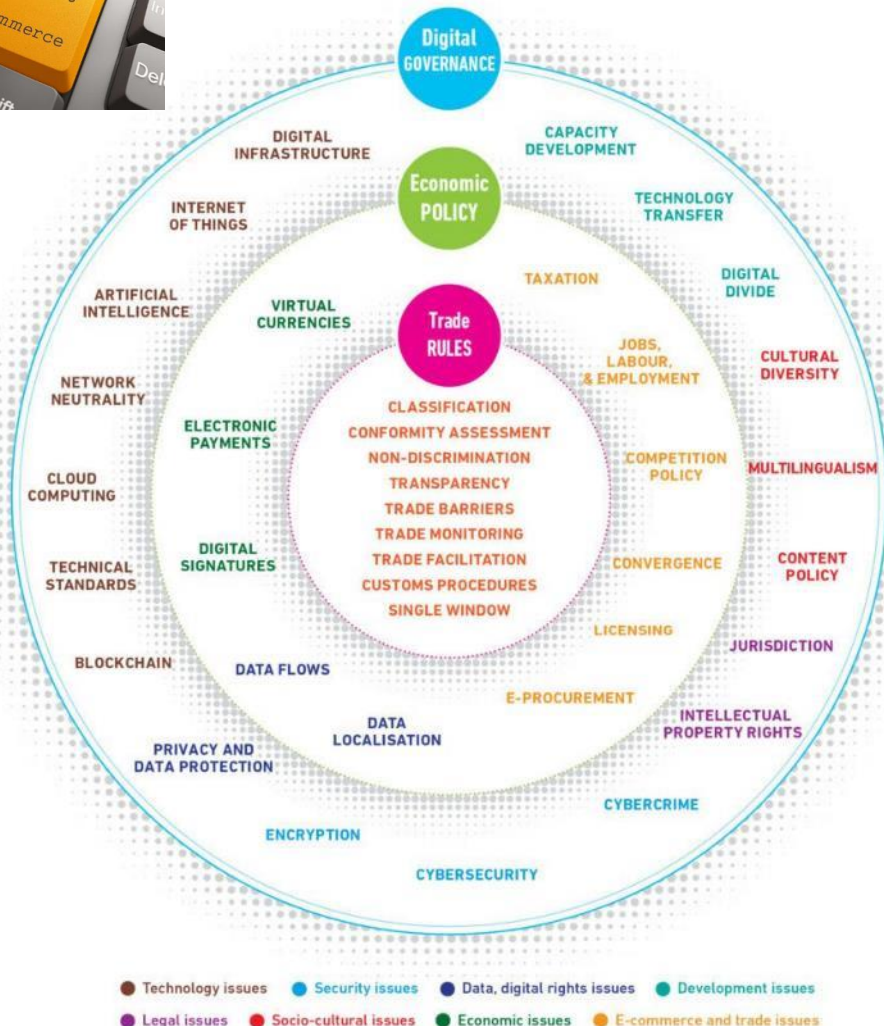 mmerce
Del
Digital
GOVERNANCE
DIGITAL
INFRASTRUCTURE
CAPACITY
DEVELOPMENT
Economic
POLICY
INTERNET
OF THINGS
TECHNOLOGY
TRANSFER
TAXATION
DIGITAL
DIVIDE
ARTIFICIAL
INTELLIGENCE
VIRTUAL
CURRENCIES
Trade
RULES
JOBS,
LABOUR,
& EMPLOYMENT
CULTURAL
DIVERSITY
NETWORK
NEUTRALITY
CLASSIFICATION
CONFORMITY ASSESSMENT
NON-DISCRIMINATION
TRANSPARENCY
TRADE BARRIERS
TRADE MONITORING
TRADE FACILITATION
CUSTOMS PROCEDURES
SINGLE WINDOW
ELECTRONIC
PAYMENTS
COMPETITION
POLICY
MULTILINGUALISM
CLOUD
COMPUTING
DIGITAL
SIGNATURES
CONVERGENCE
CONTENT
POLICY
TECHNICAL
STANDARDS
LICENSING
JURISDICTION
BLOCKCHAIN
DATA FLOWS
E-PROCUREMENT
DATA
LOCALISATION
INTELLECTUAL
PROPERTY RIGHTS
PRIVACY AND
DATA PROTECTION
CYBERCRIME
ENCRYPTION
CYBERSECURITY
Technology issues
Security issues
Data, digital rights issues
Development issues
Legal issues
Socio-cultural issues
Economic issues
E-commerce and trade issues